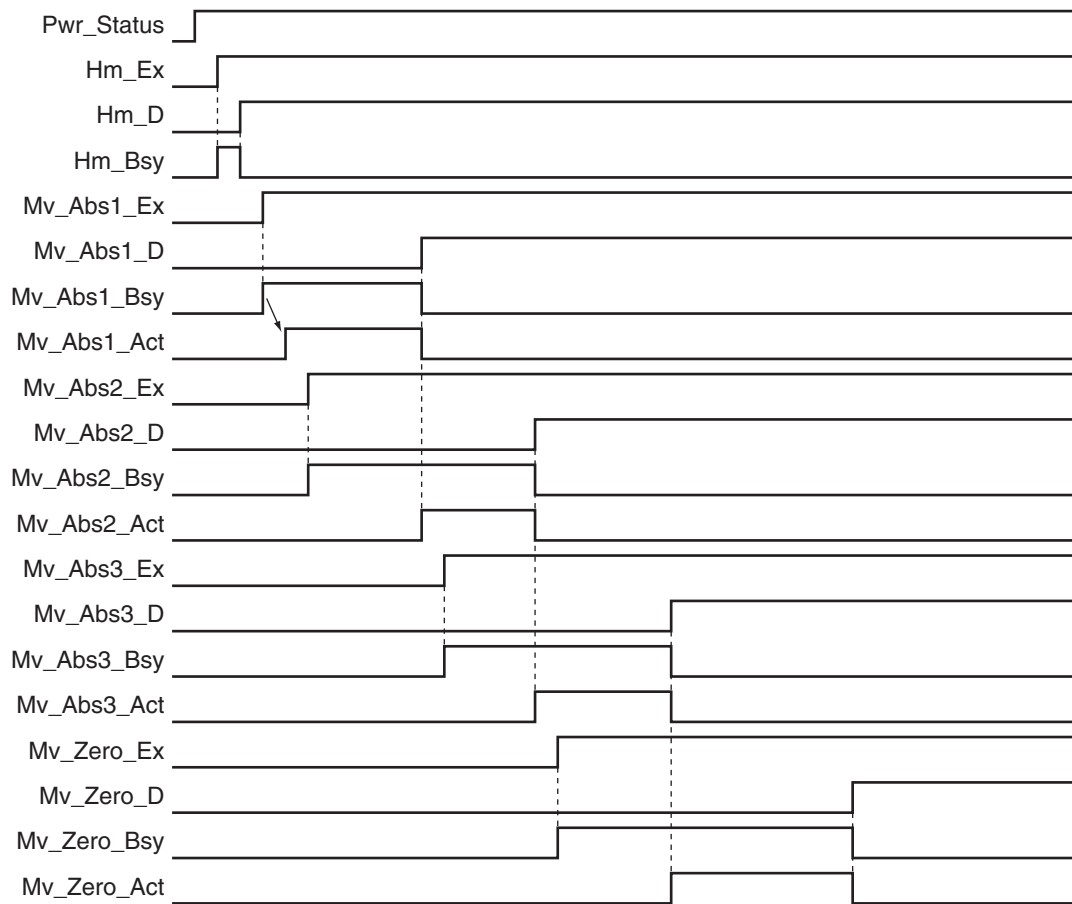 Pwr_Status
Hm_Ex
Hm_D
Hm_Bsy
Mv_Abs1_Ex
Mv_Abs1_D
Mv_Abs1_Bsy
Mv_Abs1_Act
Mv_Abs2_Ex
Mv_Abs2_D
Mv_Abs2_Bsy
Mv_Abs2_Act
Mv_Abs3_Ex
Mv_Abs3_D
Mv_Abs3_Bsy
Mv_Abs3_Act
Mv_Zero_Ex
Mv_Zero_D
Mv_Zero_Bsy
Mv_Zero_Act